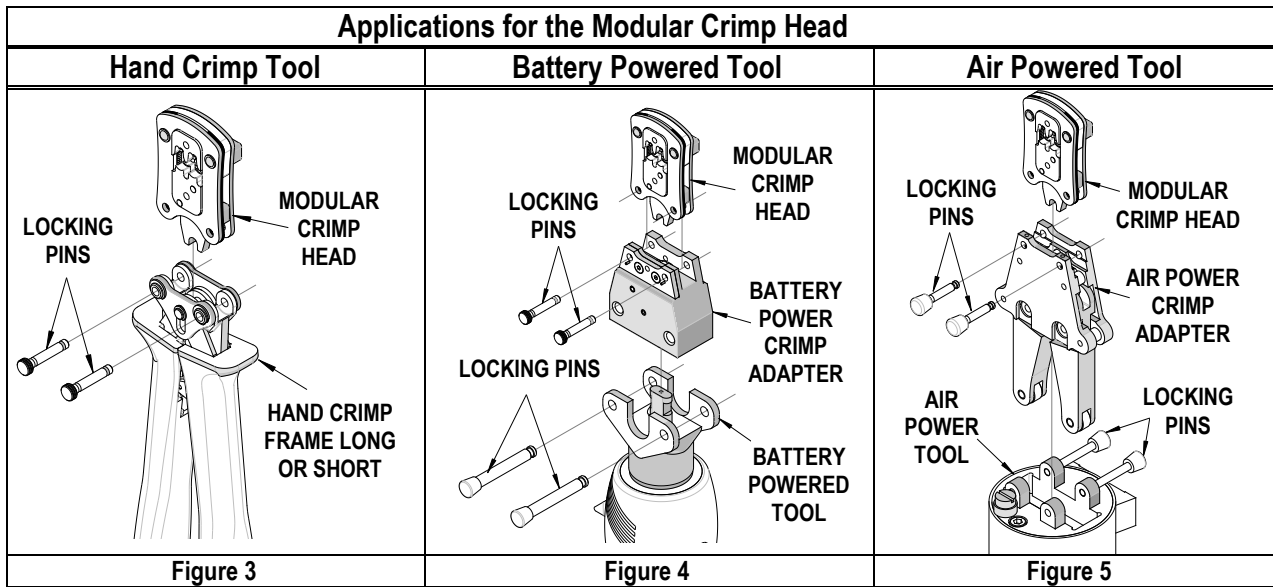 Applications for the Modular Crimp Head
Hand Crimp Tool
Battery Powered Tool
Air Powered Tool
LOCKING
PINS
MODULAR
CRIMP
HEAD
HAND CRIMP
FRAME LONG
OR SHORT
MODULAR
CRIMP
HEAD
LOCKING
PINS
BATTERY
POWER
CRIMP
ADAPTER
LOCKING PINS
BATTERY
POWERED
TOOL
LOCKING
PINS
MODULAR
CRIMP HEAD
AIR POWER
CRIMP
ADAPTER
AIR
POWER
TOOL
LOCKING
PINS
Figure 3
Figure 4
Figure 5